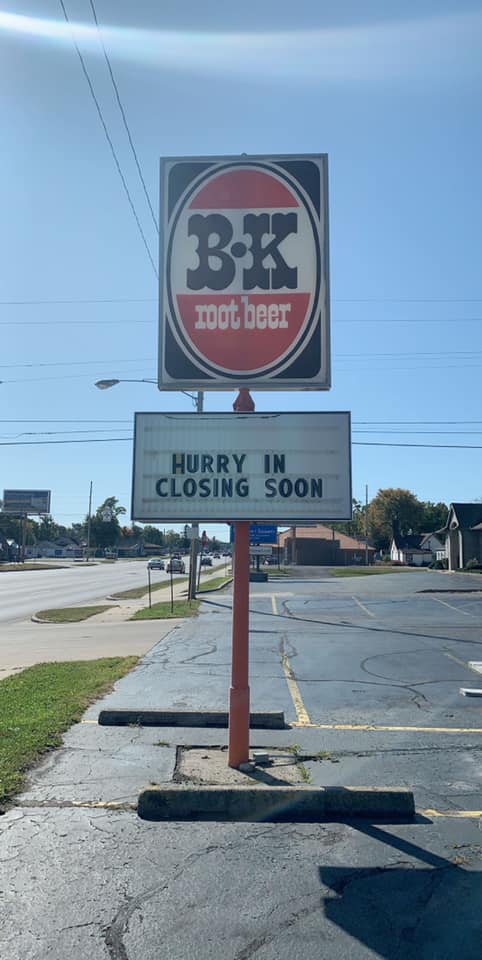 B·K
root beer
HURRY IN
CLOSING SOON